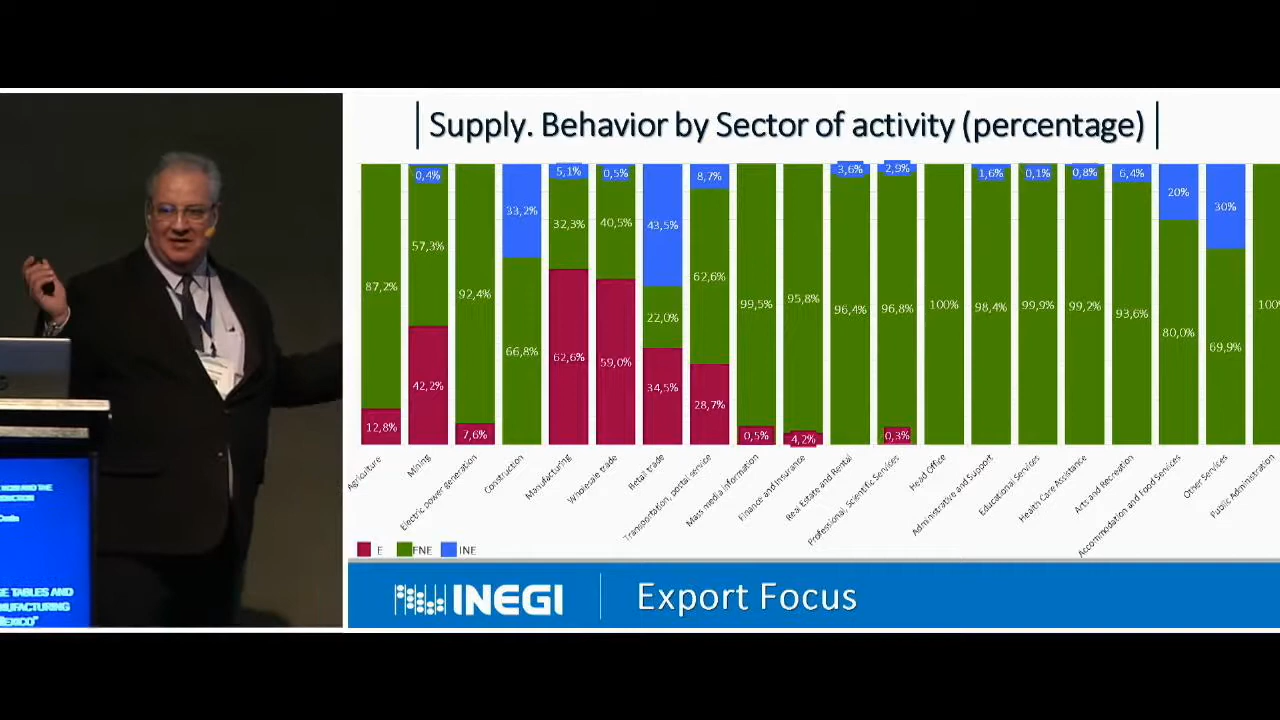 Supply. Behavior by Sector of activity (percentage)
0,4% 33,2% 5,1% 0,5% 43,5% 8,7% 3,6% 2,9% 1,6% 0,1% 0,8% 6,4% 20% 30%
87,2% 57,3% 92,4% 66,8% 32,3% 40,5% 22,0% 62,6% 99,5% 95,8% 96,4% 96,8% 100% 98,4% 99,9% 99,2% 93,6% 80,0% 69,9% 100%
12,8% 42,2% 7,6% 62,6% 59,0% 34,5% 28,7% 0,5% 4,2% 0,3%
Agriculture
Mining
Electric power generation
Construction
Manufacturing
Wholesale trade
Retail trade
Transportation, portal service
Mass media information
Finance and Insurance
Real Estate and Rental
Professional Scientific Services
Head Office
Administrative and Support
Educational Services
Health Care Assistance
Arts and Recreation
Accommodation and Food Services
Other Services
Public Administration
E FNE INE
INEGI
Export Focus
AND THE
E TABLES AND
UFACTURING
EXICO"